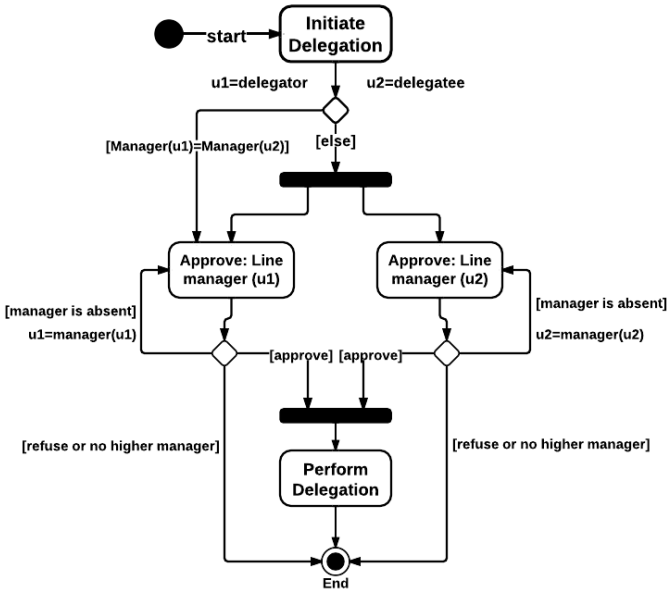 start
Initiate
Delegation
u1=delegator
u2=delegatee
[Manager(u1)=Manager(u2)]
[else]
Approve: Line
manager (u1)
Approve: Line
manager (u2)
[manager is absent]
u1=manager(u1)
[manager is absent]
u2=manager(u2)
[approve]
[approve]
[refuse or no higher manager]
[refuse or no higher manager]
Perform
Delegation
End